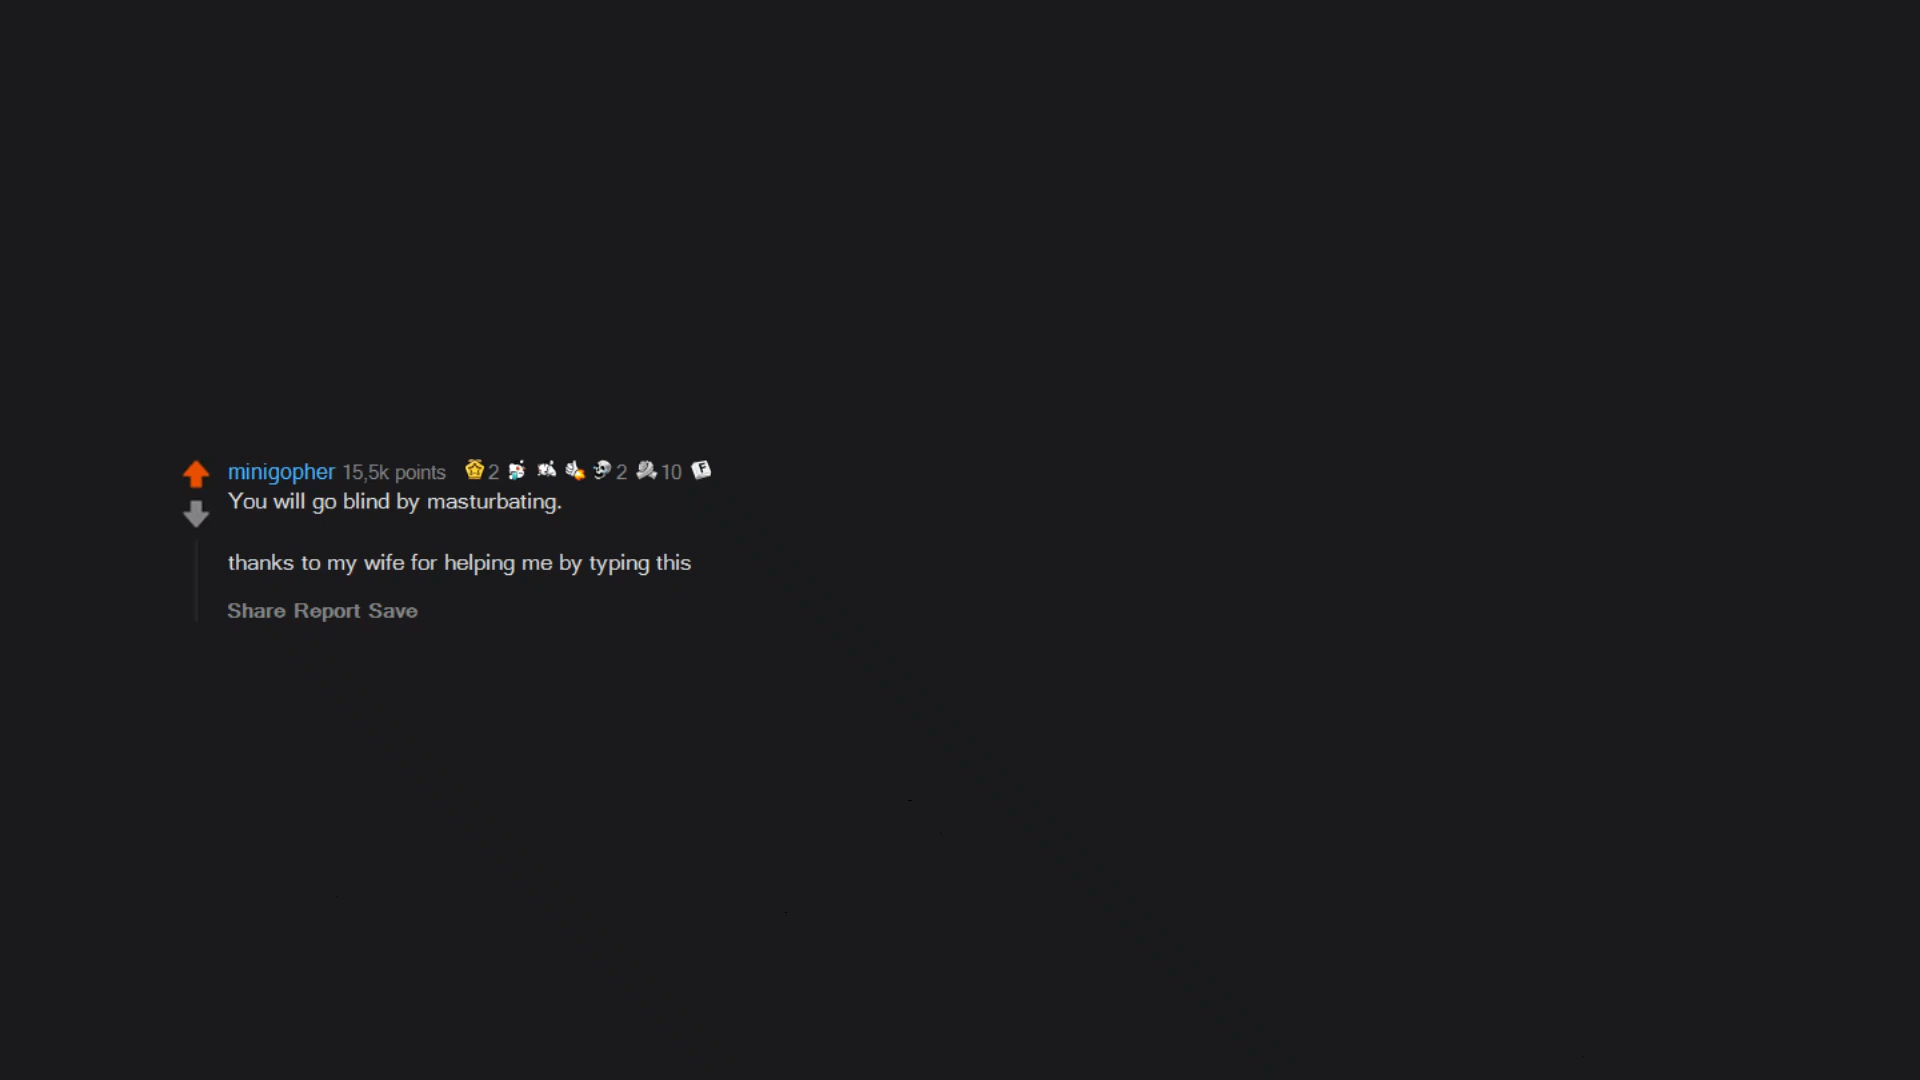 minigopher 15,5k points 2 2 10 F
You will go blind by masturbating.
thanks to my wife for helping me by typing this
Share Report Save